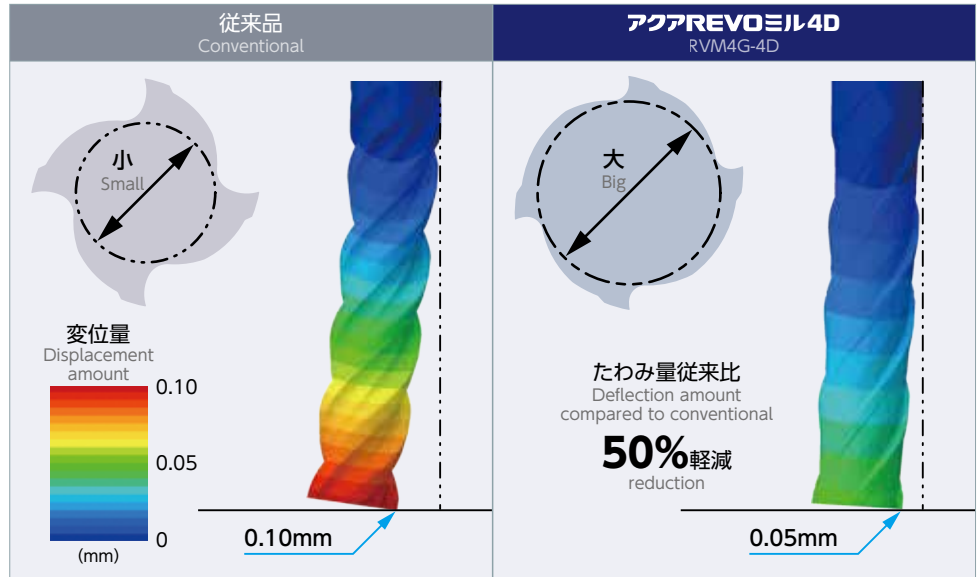 従来品
Conventional
アクアREVOミル4D
RVM4G-4D
小
Small
変位量
Displacement
amount
0.10
0.05
0
(mm)
0.10mm
大
Big
たわみ量従来比
Deflection amount
compared to conventional
50%軽減
reduction
0.05mm